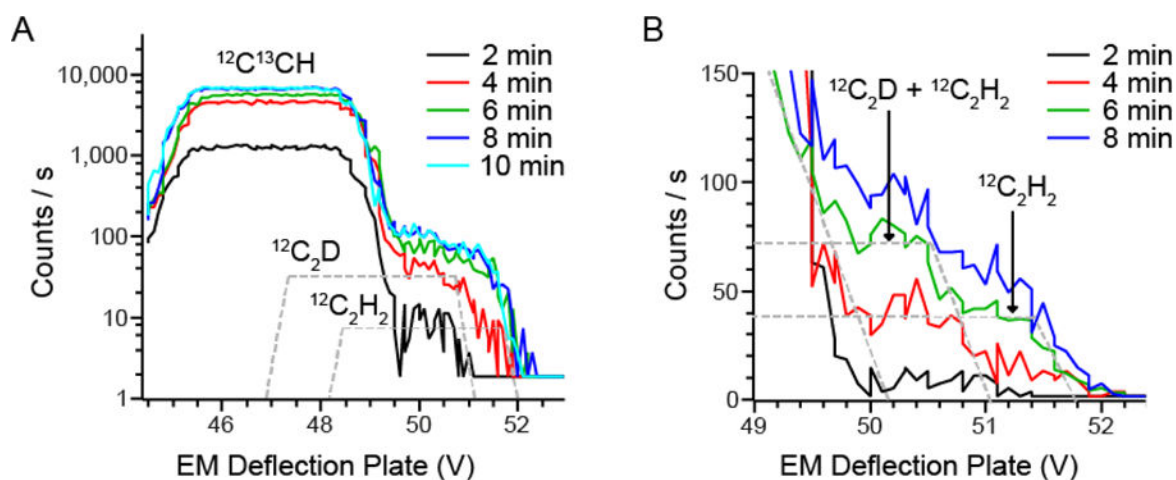 A
¹²C¹³CH
2 min
4 min
6 min
8 min
10 min
¹²C₂D
¹²C₂H₂
10,000
1,000
100
10
1
Counts / s
46
48
50
52
EM Deflection Plate (V)
B
2 min
4 min
6 min
8 min
¹²C₂D + ¹²C₂H₂
¹²C₂H₂
150
100
50
0
Counts / s
49
50
51
52
EM Deflection Plate (V)